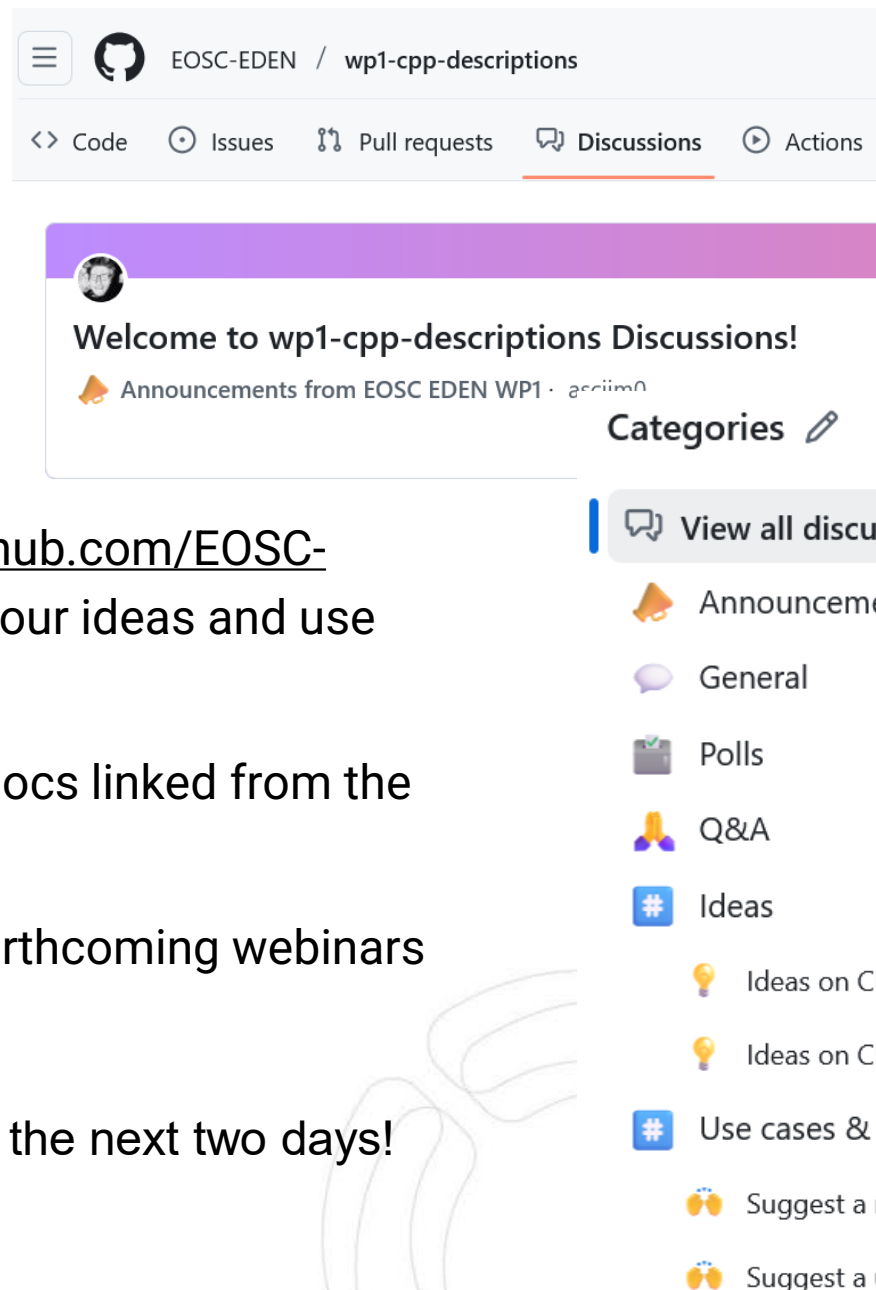 EOSC-EDEN / wp1-cpp-descriptions
Code Issues Pull requests Discussions Actions
Welcome to wp1-cpp-descriptions Discussions!
Announcements from EOSC EDEN WP1 · asciim0
hub.com/EOSC-
our ideas and use
ocs linked from the
rthcoming webinars
the next two days!
Categories
View all discu
Announceme
General
Polls
Q&A
Ideas
Ideas on C
Ideas on C
Use cases &
Suggest a
Suggest a